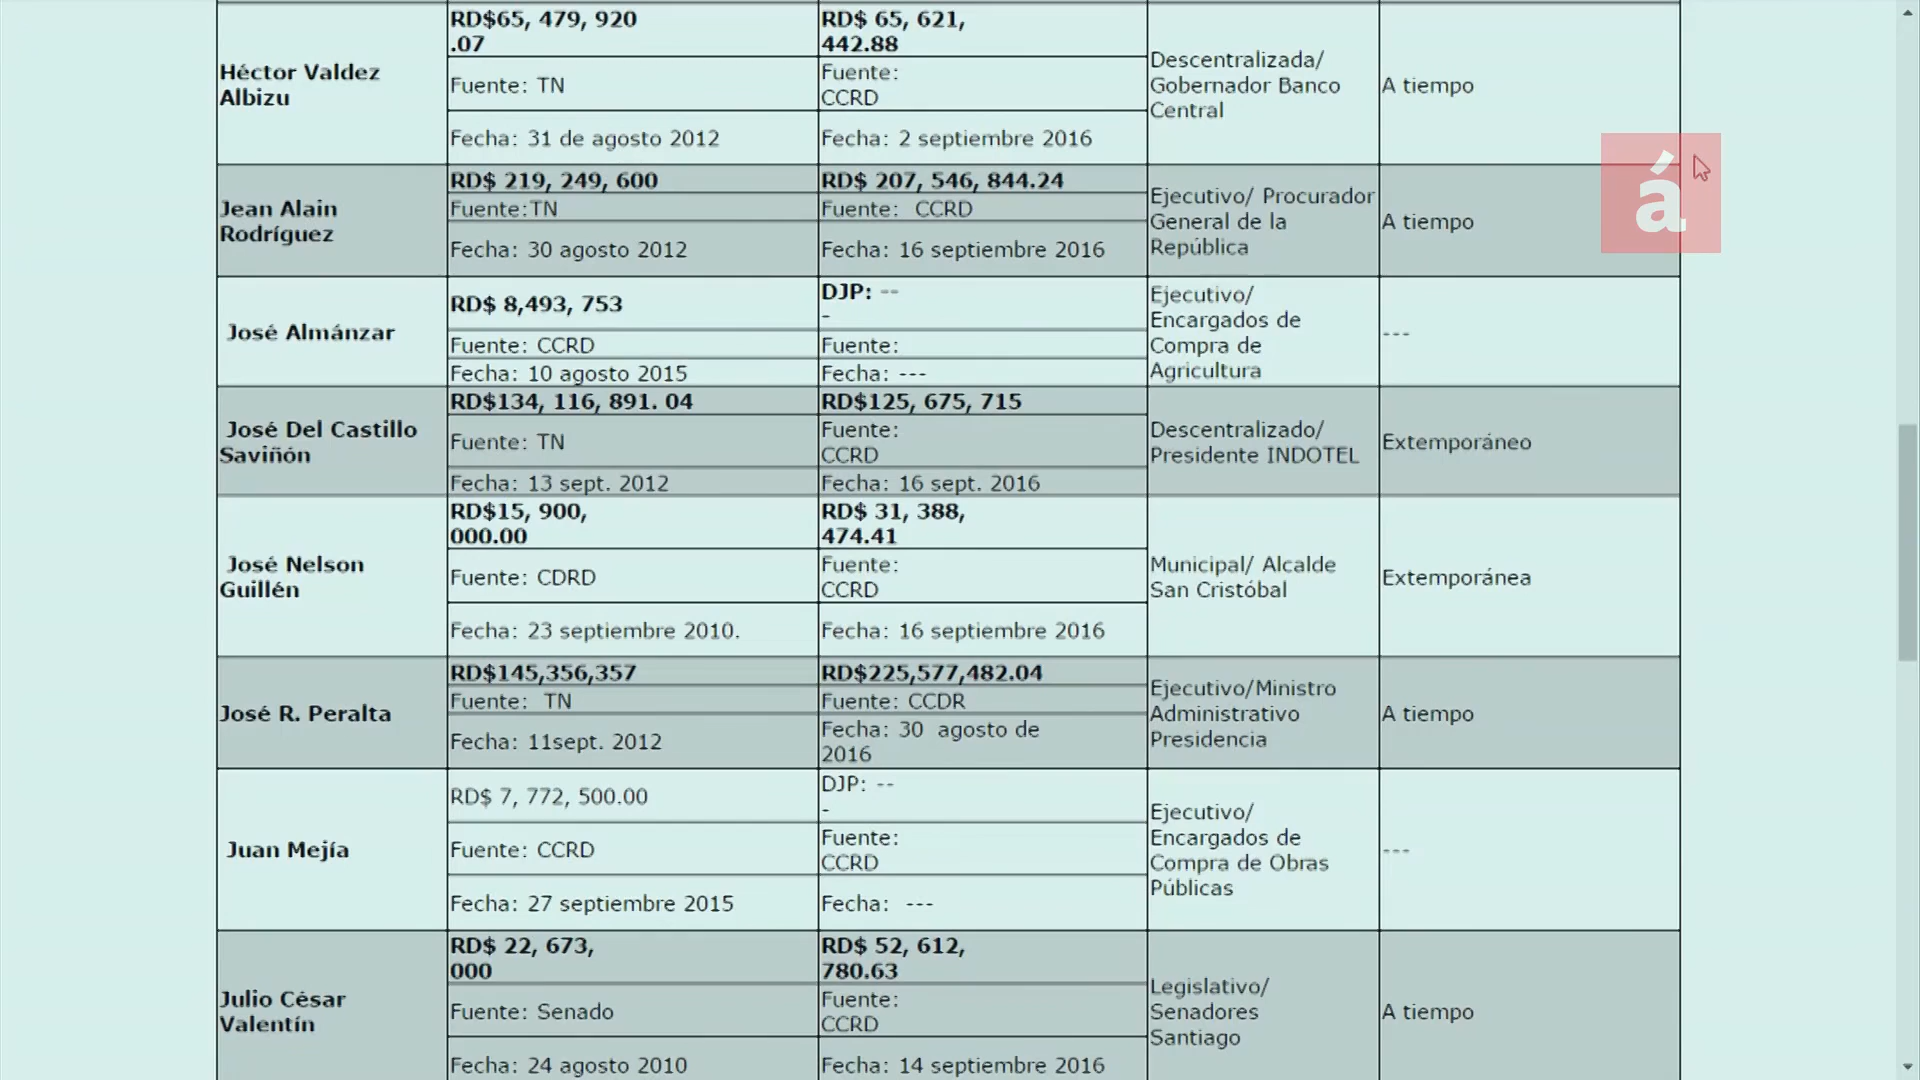 Héctor Valdez
Albizu
RD$65, 479, 920
.07
Fuente: TN
Fecha: 31 de agosto 2012
RD$ 65, 621,
442.88
Fuente:
CCRD
Fecha: 2 septiembre 2016
Descentralizada/
Gobernador Banco
Central
A tiempo
Jean Alain
Rodríguez
RD$ 219, 249, 600
Fuente:TN
Fecha: 30 agosto 2012
RD$ 207, 546, 844.24
Fuente:  CCRD
Fecha: 16 septiembre 2016
Ejecutivo/ Procurador
General de la
República
A tiempo
á
José Almánzar
RD$ 8,493, 753
Fuente: CCRD
Fecha: 10 agosto 2015
DJP: --
-
Fuente:
Fecha: ---
Ejecutivo/
Encargados de
Compra de
Agricultura
---
José Del Castillo
Saviñón
RD$134, 116, 891. 04
Fuente: TN
Fecha: 13 sept. 2012
RD$125, 675, 715
Fuente:
CCRD
Fecha: 16 sept. 2016
Descentralizado/
Presidente INDOTEL
Extemporáneo
José Nelson
Guillén
RD$15, 900,
000.00
Fuente: CDRD
Fecha: 23 septiembre 2010.
RD$ 31, 388,
474.41
Fuente:
CCRD
Fecha: 16 septiembre 2016
Municipal/ Alcalde
San Cristóbal
Extemporánea
José R. Peralta
RD$145,356,357
Fuente:  TN
Fecha: 11sept. 2012
RD$225,577,482.04
Fuente: CCDR
Fecha: 30  agosto de
2016
Ejecutivo/Ministro
Administrativo
Presidencia
A tiempo
Juan Mejía
RD$ 7, 772, 500.00
Fuente: CCRD
Fecha: 27 septiembre 2015
DJP: --
-
Fuente:
CCRD
Fecha:  ---
Ejecutivo/
Encargados de
Compra de Obras
Públicas
---
Julio César
Valentín
RD$ 22, 673,
000
Fuente: Senado
Fecha: 24 agosto 2010
RD$ 52, 612,
780.63
Fuente:
CCRD
Fecha: 14 septiembre 2016
Legislativo/
Senadores
Santiago
A tiempo